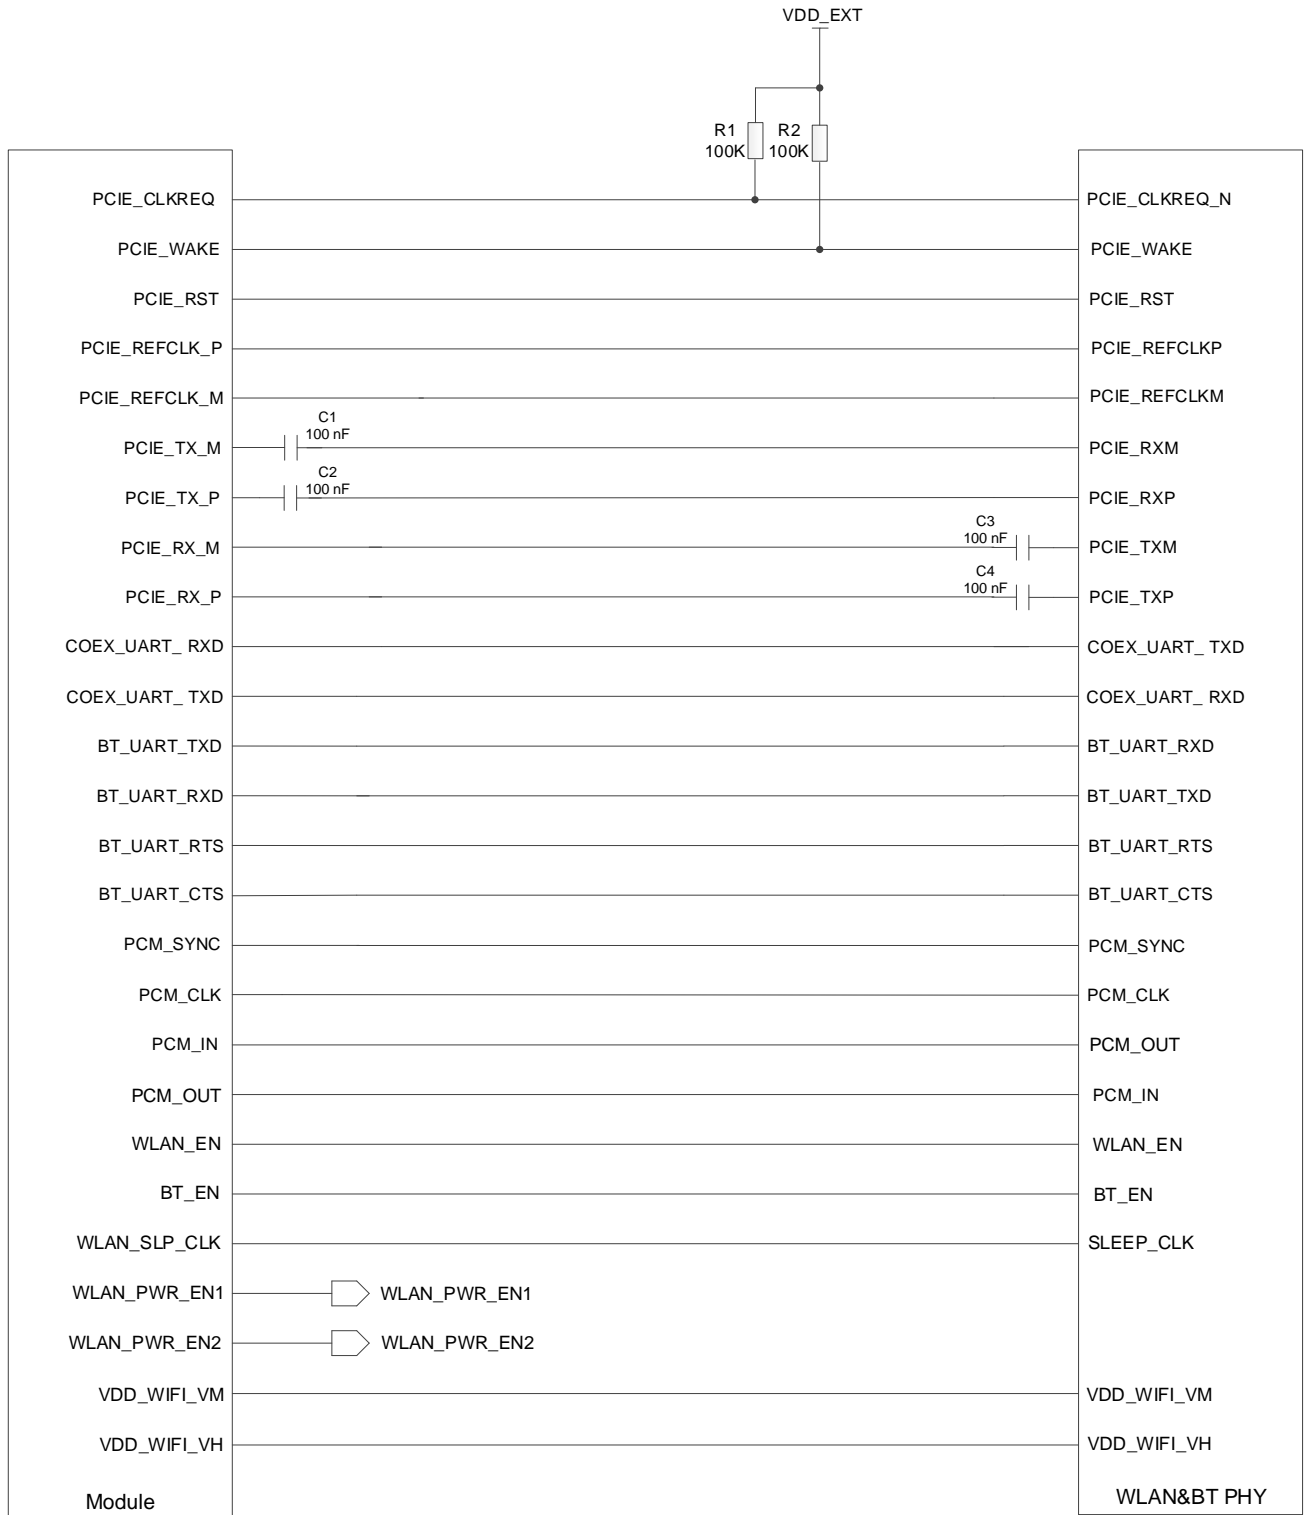 VDD_EXT
R1 R2
100K 100K
PCIE_CLKREQ PCIE_CLKREQ_N
PCIE_WAKE PCIE_WAKE
PCIE_RST PCIE_RST
PCIE_REFCLK_P PCIE_REFCLKP
PCIE_REFCLK_M PCIE_REFCLKM
C1
100 nF
PCIE_TX_M PCIE_RXM
C2
100 nF
PCIE_TX_P PCIE_RXP
C3
100 nF
PCIE_RX_M PCIE_TXM
C4
100 nF
PCIE_RX_P PCIE_TXP
COEX_UART_ RXD COEX_UART_ TXD
COEX_UART_ TXD COEX_UART_ RXD
BT_UART_TXD BT_UART_RXD
BT_UART_RXD BT_UART_TXD
BT_UART_RTS BT_UART_RTS
BT_UART_CTS BT_UART_CTS
PCM_SYNC PCM_SYNC
PCM_CLK PCM_CLK
PCM_IN PCM_OUT
PCM_OUT PCM_IN
WLAN_EN WLAN_EN
BT_EN BT_EN
WLAN_SLP_CLK SLEEP_CLK
WLAN_PWR_EN1 WLAN_PWR_EN1
WLAN_PWR_EN2 WLAN_PWR_EN2
VDD_WIFI_VM VDD_WIFI_VM
VDD_WIFI_VH VDD_WIFI_VH
Module WLAN&BT PHY